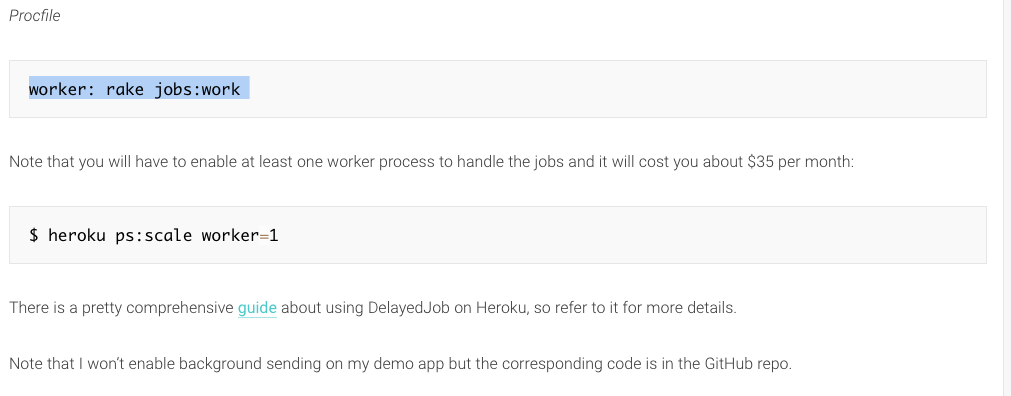 Procfile
worker: rake jobs:work
Note that you will have to enable at least one worker process to handle the jobs and it will cost you about $35 per month:
$ heroku ps:scale worker=1
There is a pretty comprehensive guide about using DelayedJob on Heroku, so refer to it for more details.
Note that I won’t enable background sending on my demo app but the corresponding code is in the GitHub repo.